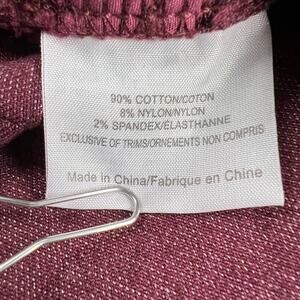 90% COTTON/COTON
8% NYLON/NYLON
2% SPANDEX/ÉLASTHANNE
EXCLUSIVE OF TRIMS/ORNEMENTS NON COMPRIS
Made in China/Fabrique en Chine